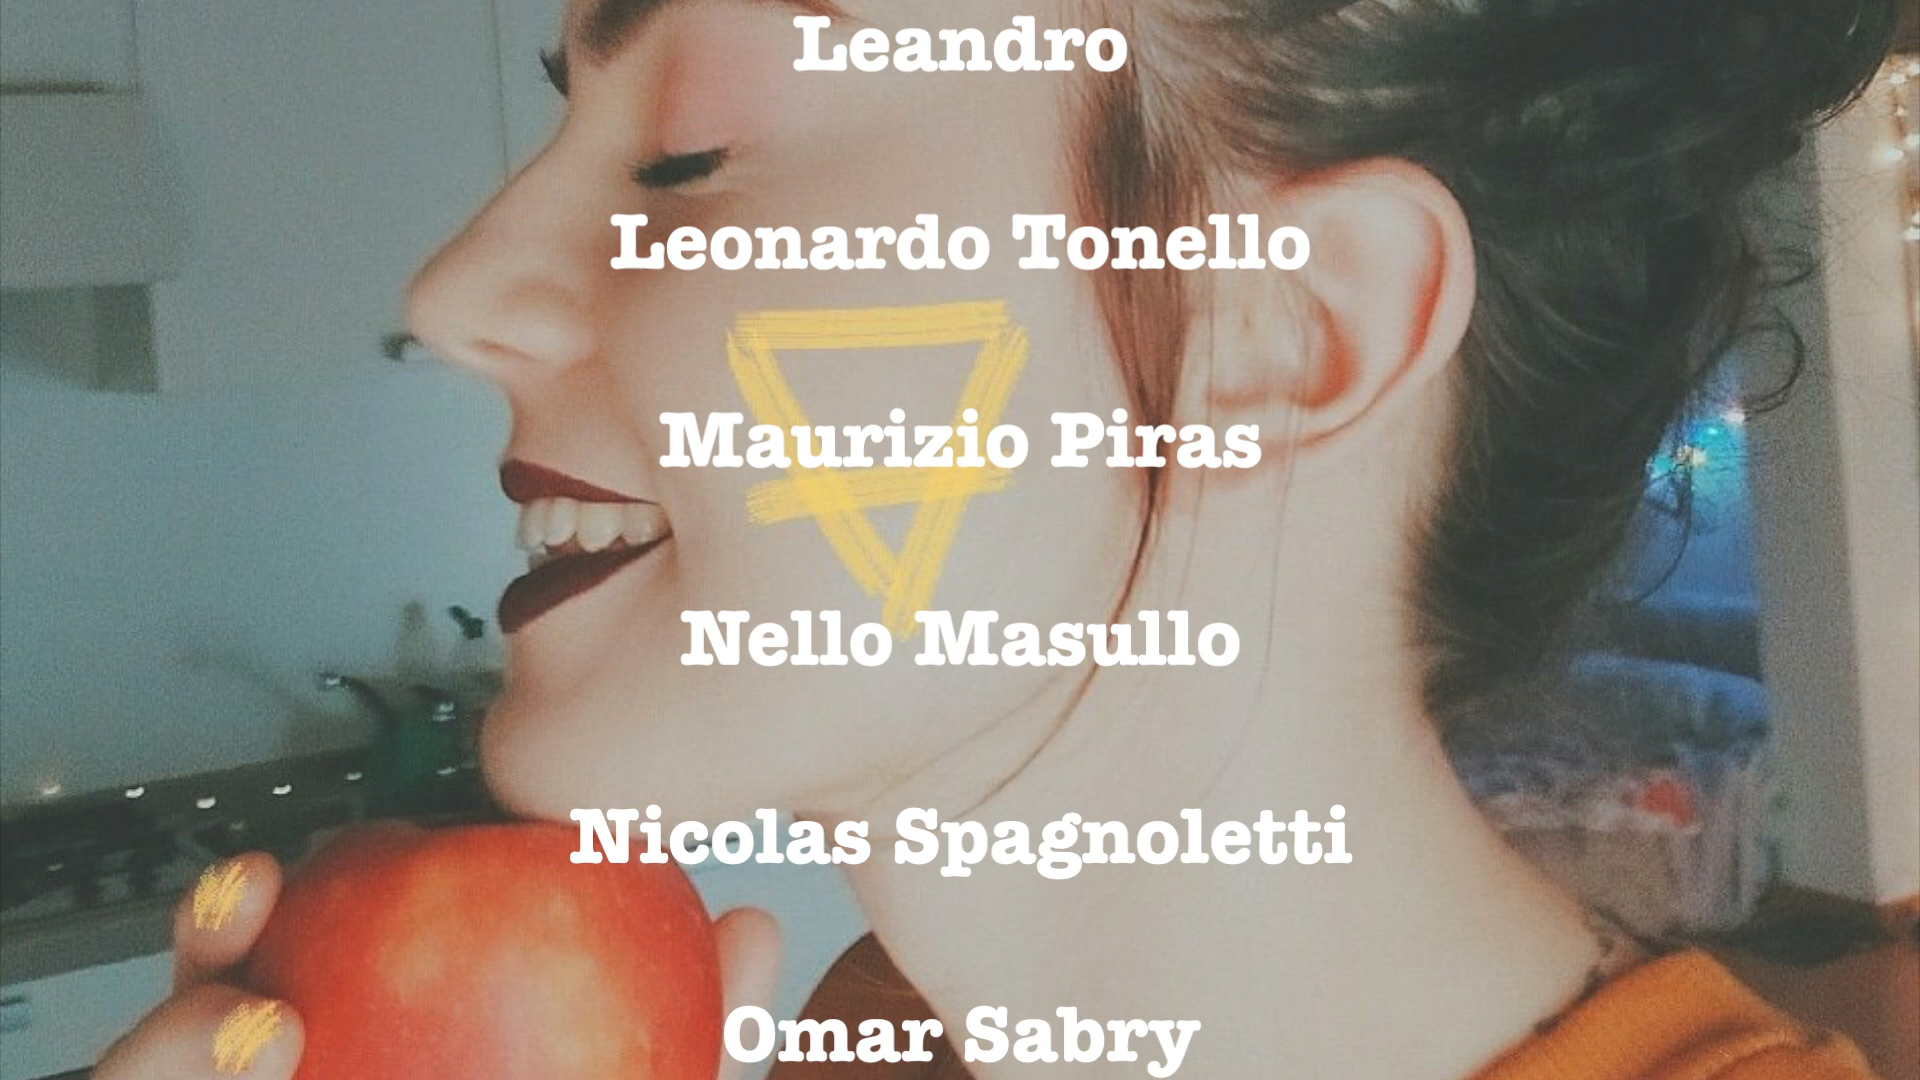 Leandro
Leonardo Tonello
Maurizio Piras
Nello Masullo
Nicolas Spagnoletti
Omar Sabry